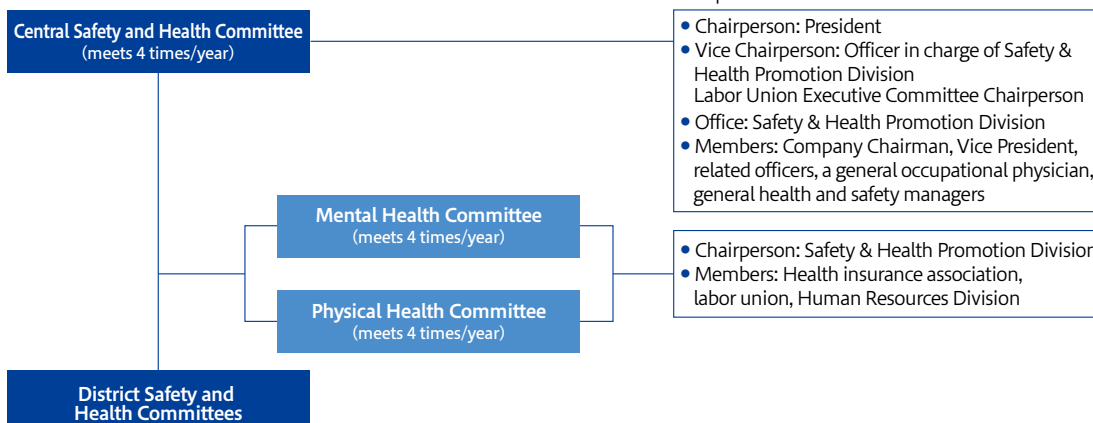 Central Safety and Health Committee
(meets 4 times/year)
• Chairperson: President
• Vice Chairperson: Officer in charge of Safety &
Health Promotion Division
Labor Union Executive Committee Chairperson
• Office: Safety & Health Promotion Division
• Members: Company Chairman, Vice President,
related officers, a general occupational physician,
general health and safety managers
Mental Health Committee
(meets 4 times/year)
Physical Health Committee
(meets 4 times/year)
• Chairperson: Safety & Health Promotion Division
• Members: Health insurance association,
labor union, Human Resources Division
District Safety and
Health Committees